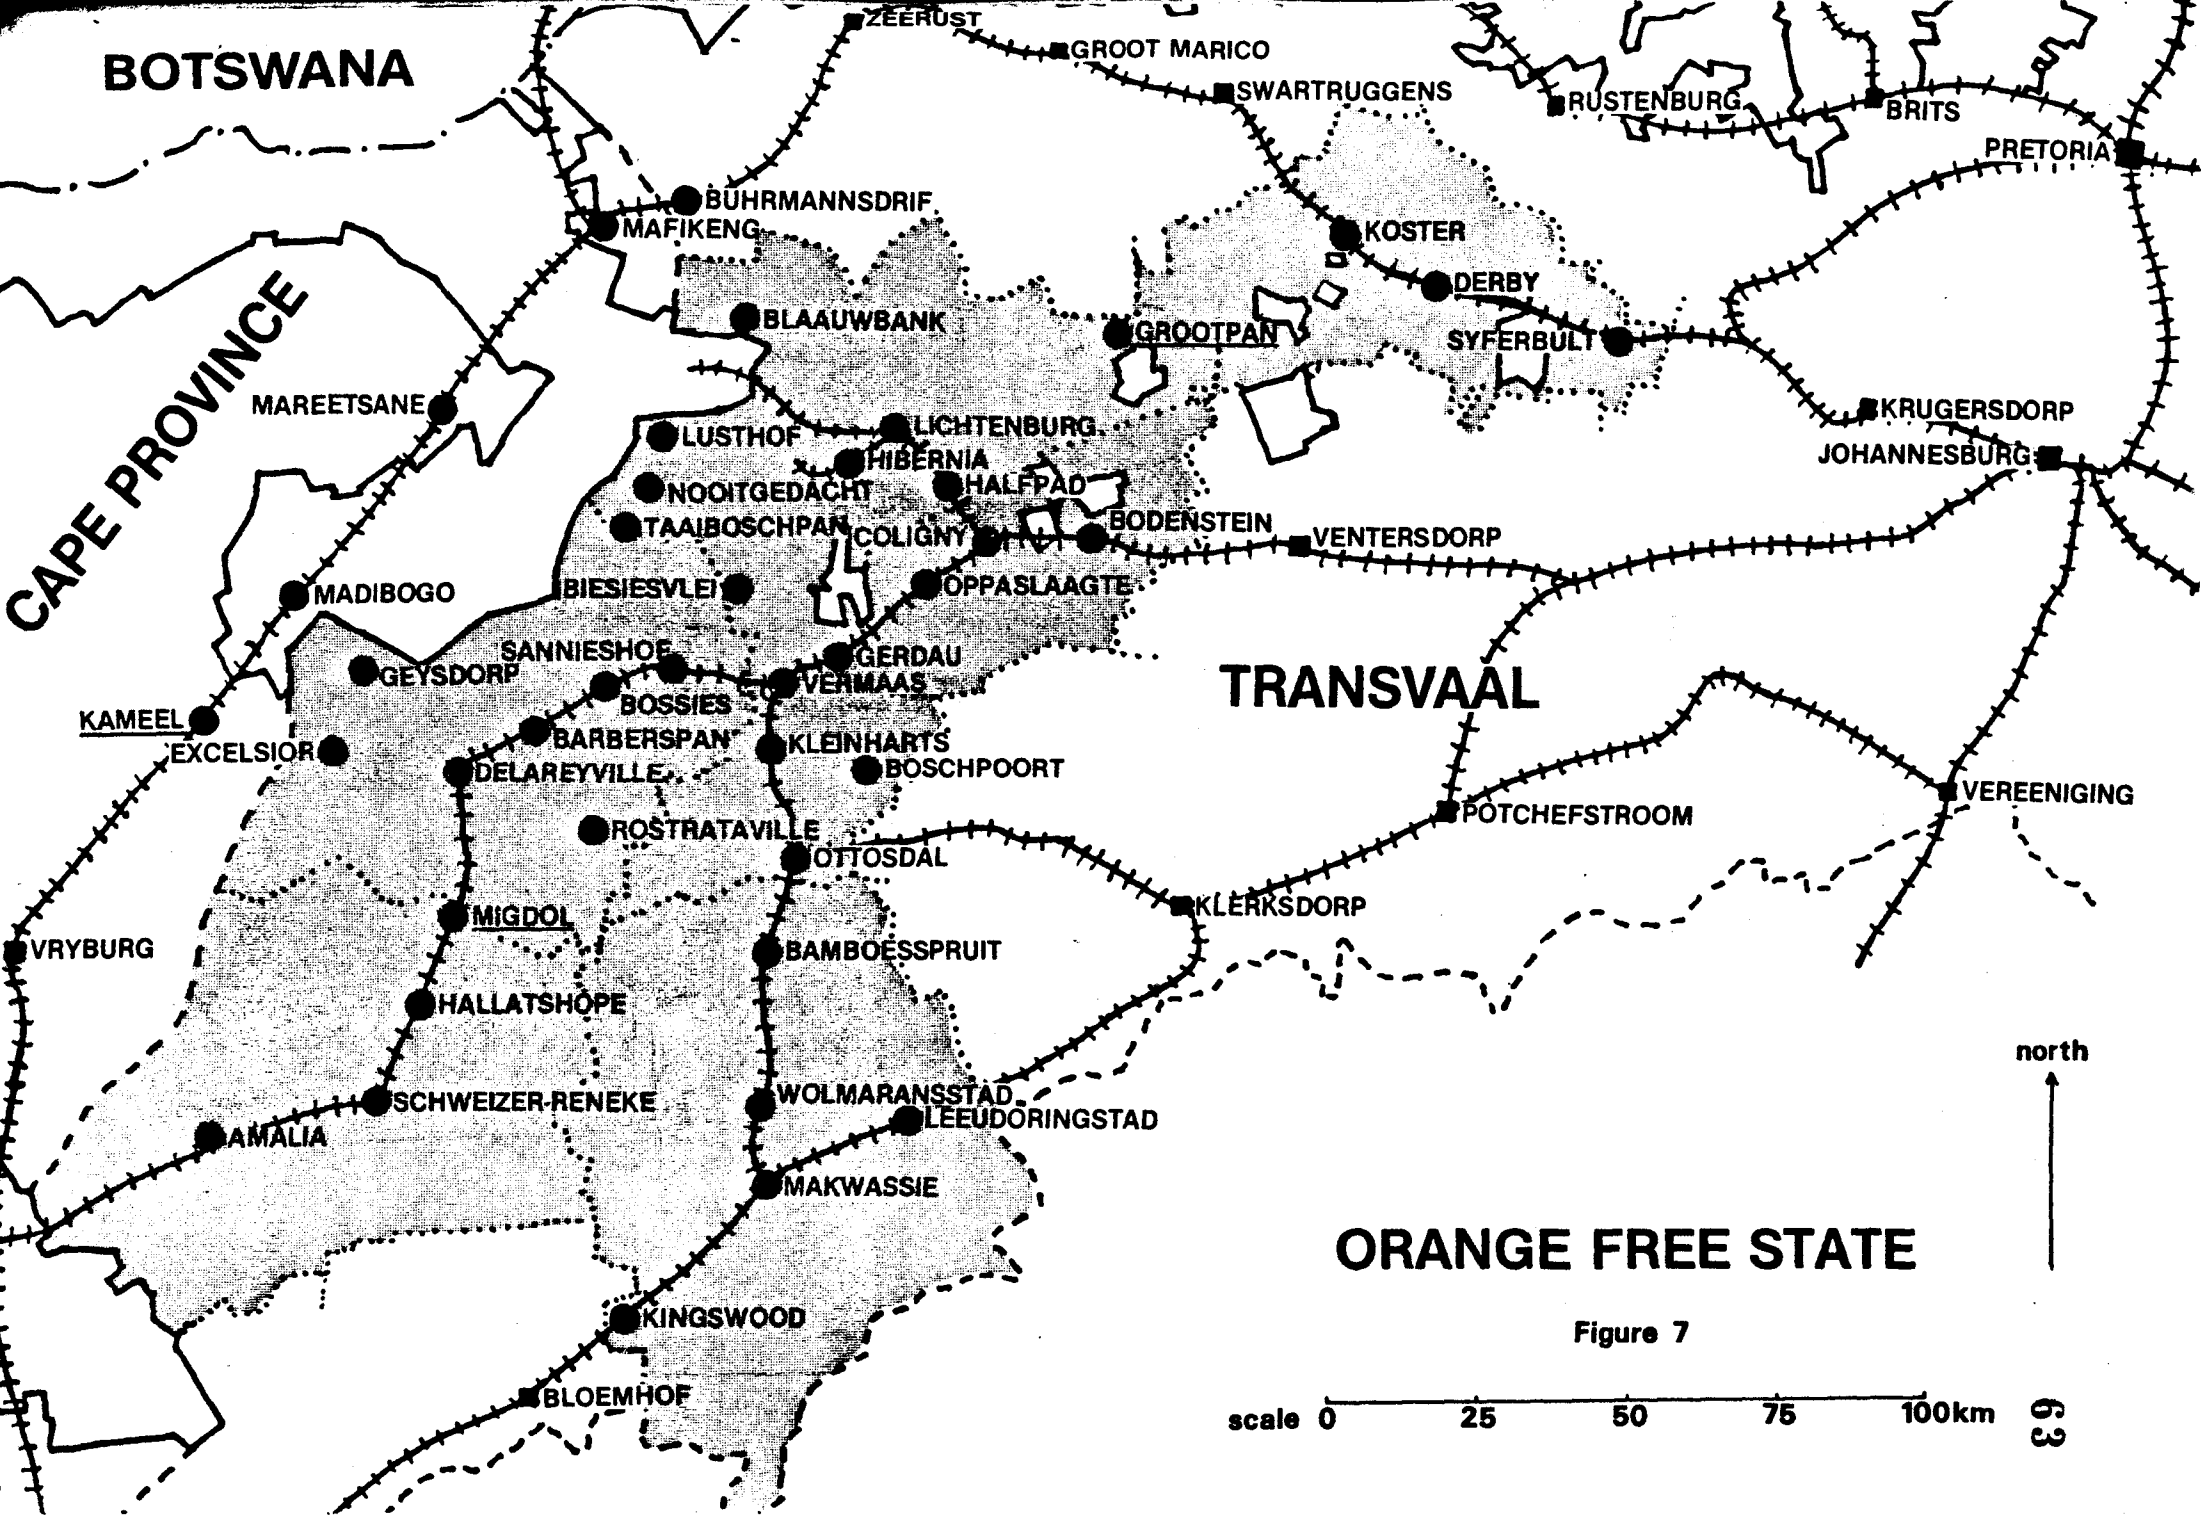 ZEERUST
GROOT MARICO
BOTSWANA
SWARTRUGGENS
RUSTENBURG
BRITS
PRETORIA
BUHRMANNSDRIF
MAFIKENG
KOSTER
DERBY
BLAAUWBANK
GROOTPAN
SYFERBULT
CAPE PROVINCE
MAREETSANE
KRUGERSDORP
LUSTHOF
LICHTENBURG
JOHANNESBURG
HIBERNIA
NOOITGEDACHT
HALFPAD
TAAIBOSCHPAN
COLIGNY
BODENSTEIN
VENTERSDORP
MADIBOGO
BIESIESVLEI
OPPASLAAGTE
SANNIESHOF
GERDAU
GEYSDORP
VERMAAS
TRANSVAAL
BOSSIES
KAMEEL
BARBERSPAN
KLEINHARTS
EXCELSIOR
DELAREYVILLE
BOSCHPOORT
VEREENIGING
POTCHEFSTROOM
ROSTRATAVILLE
OTTOSDAL
KLERKSDORP
MIGDOL
VRYBURG
BAMBOESSPRUIT
HALLATSHOPE
north
WOLMARANSSTAD
SCHWEIZER-RENEKE
LEEUDORINGSTAD
AMALIA
MAKWASSIE
ORANGE FREE STATE
KINGSWOOD
Figure 7
BLOEMHOF
scale 0 25 50 75 100km
63